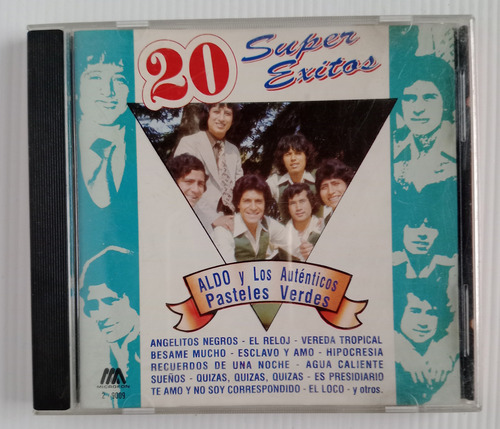 20 Super
Exitos
ALDO y Los Auténticos
Pasteles Verdes
ANGELITOS NEGROS - EL RELOJ - VEREDA TROPICAL
BESAME MUCHO - ESCLAVO Y AMO - HIPOCRESIA
RECUERDOS DE UNA NOCHE - AGUA CALIENTE
SUEÑOS - QUIZAS, QUIZAS, QUIZAS - ES PRESIDIARIO
TE AMO Y NO SOY CORRESPONDIDO - EL LOCO - y otros.
MICROFON